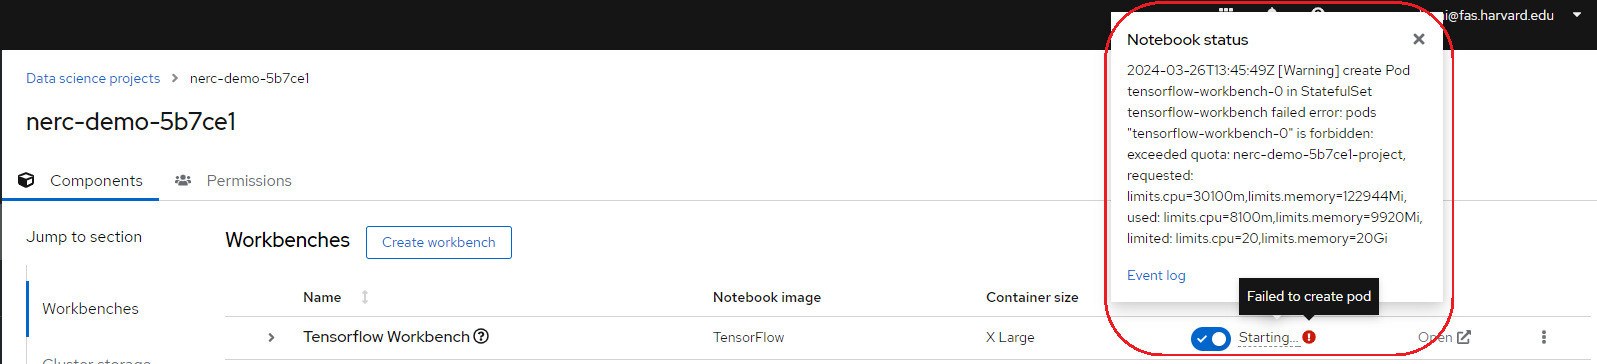 i@fas.harvard.edu
Data science projects > nerc-demo-5b7ce1
nerc-demo-5b7ce1
Components
Permissions
Jump to section
Workbenches
Cluster storage
Workbenches
Create workbench
Name
Notebook image
Container size
Tensorflow Workbench
TensorFlow
X Large
Starting...
Open
Notebook status
2024-03-26T13:45:49Z [Warning] create Pod
tensorflow-workbench-0 in StatefulSet
tensorflow-workbench failed error: pods
"tensorflow-workbench-0" is forbidden:
exceeded quota: nerc-demo-5b7ce1-project,
requested:
limits.cpu=30100m,limits.memory=122944Mi,
used: limits.cpu=8100m,limits.memory=9920Mi,
limited: limits.cpu=20,limits.memory=20Gi
Event log
Failed to create pod